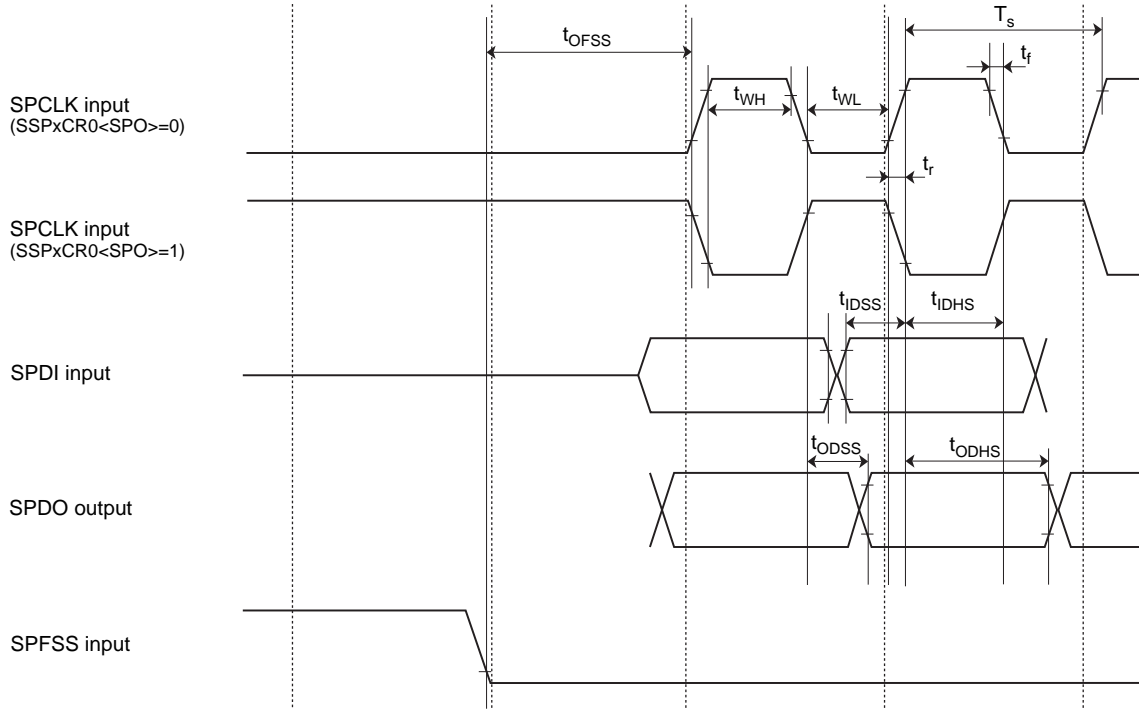 T_s
t_OFSS
t_f
SPCLK input
(SSPxCR0<SPO>=0)
t_WH
t_WL
t_r
SPCLK input
(SSPxCR0<SPO>=1)
t_IDSS
t_IDHS
SPDI input
t_ODSS
t_ODHS
SPDO output
SPFSS input